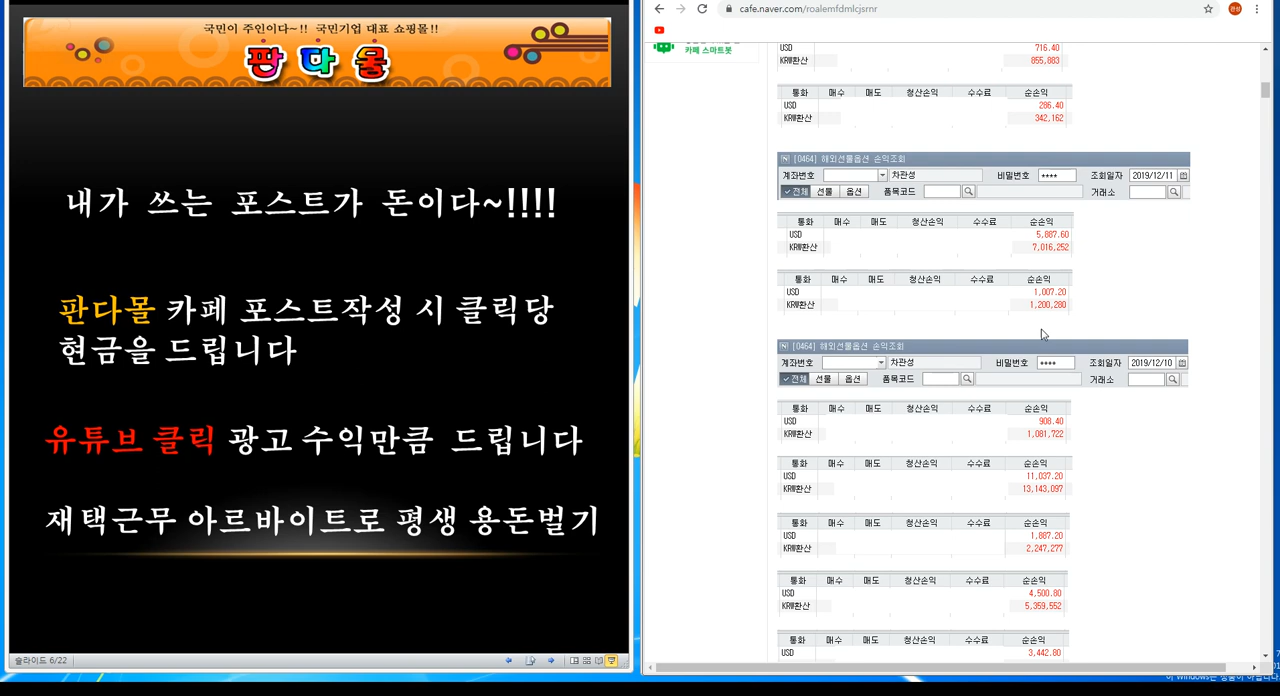 국민이 주인이다~!! 국민기업 대표 쇼핑몰!!
판다몰
내가 쓰는 포스트가 돈이다~!!!!
판다몰 카페 포스트작성 시 클릭당
현금을 드립니다
유튜브 클릭 광고 수익만큼 드립니다
재택근무 아르바이트로 평생 용돈벌기
슬라이드 6/22
cafe.naver.com/roalemfdmlcjsrnr
카페 스마트봇
USD 716.40
KRW환산 855,883
통화 매수 매도 청산손익 수수료 순손익
USD 286.40
KRW환산 342,162
[0464] 해외선물옵션 손익조회
계좌번호 차관성 비밀번호 **** 조회일자 2019/12/11
전체 선물 옵션 품목코드 거래소
통화 매수 매도 청산손익 수수료 순손익
USD 5,887.60
KRW환산 7,016,252
통화 매수 매도 청산손익 수수료 순손익
USD 1,007.20
KRW환산 1,200,280
[0464] 해외선물옵션 손익조회
계좌번호 차관성 비밀번호 **** 조회일자 2019/12/10
전체 선물 옵션 품목코드 거래소
통화 매수 매도 청산손익 수수료 순손익
USD 908.40
KRW환산 1,081,722
통화 매수 매도 청산손익 수수료 순손익
USD 11,037.20
KRW환산 13,143,097
통화 매수 매도 청산손익 수수료 순손익
USD 1,887.20
KRW환산 2,247,277
통화 매수 매도 청산손익 수수료 순손익
USD 4,500.80
KRW환산 5,359,552
통화 매수 매도 청산손익 수수료 순손익
USD 3,442.80